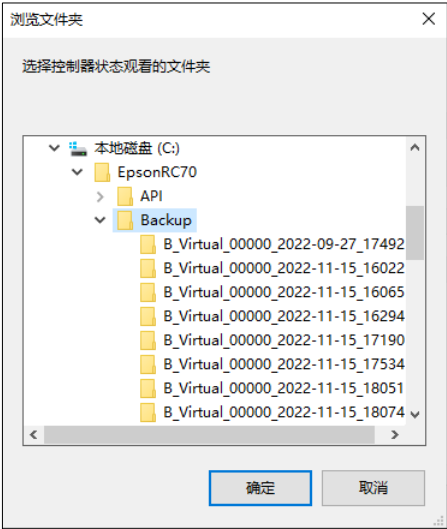 浏览文件夹
选择控制器状态观看的文件夹
本地磁盘 (C:)
EpsonRC70
API
Backup
B_Virtual_00000_2022-09-27_17492
B_Virtual_00000_2022-11-15_16022
B_Virtual_00000_2022-11-15_16065
B_Virtual_00000_2022-11-15_16294
B_Virtual_00000_2022-11-15_17190
B_Virtual_00000_2022-11-15_17534
B_Virtual_00000_2022-11-15_18051
B_Virtual_00000_2022-11-15_18074
确定 取消